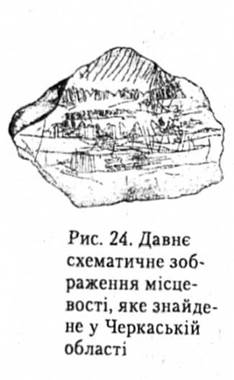 Рис. 24. Давнє
схематичне зоб-
раження місце-
вості, яке знайде-
не у Черкаській
області